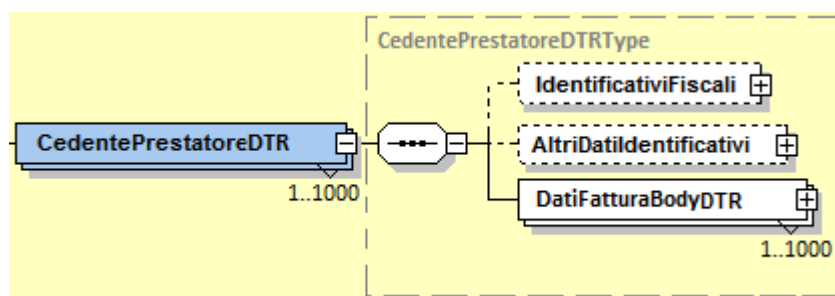 CedentePrestatoreDTRType
IdentificativiFiscali
CedentePrestatoreDTR
AltriDatiIdentificativi
1..1000
DatiFatturaBodyDTR
1..1000